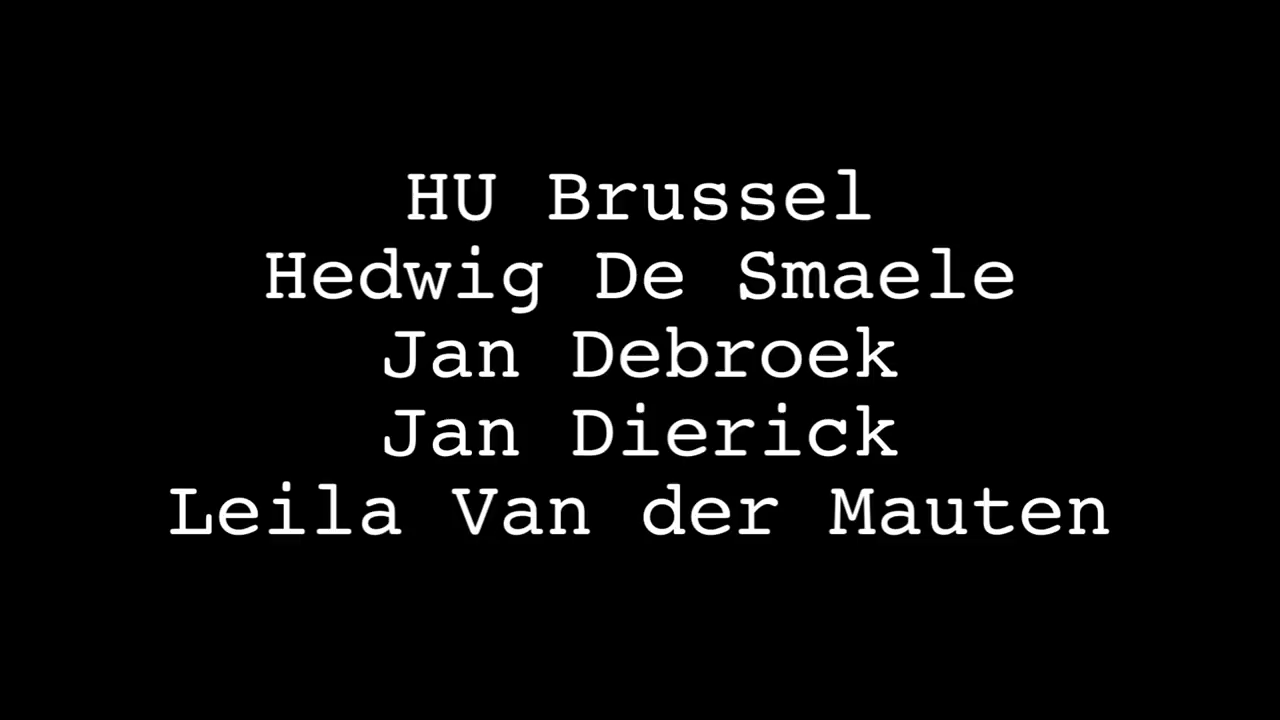 HU Brussel
Hedwig De Smaele
Jan Debroek
Jan Dierick
Leila Van der Mauten